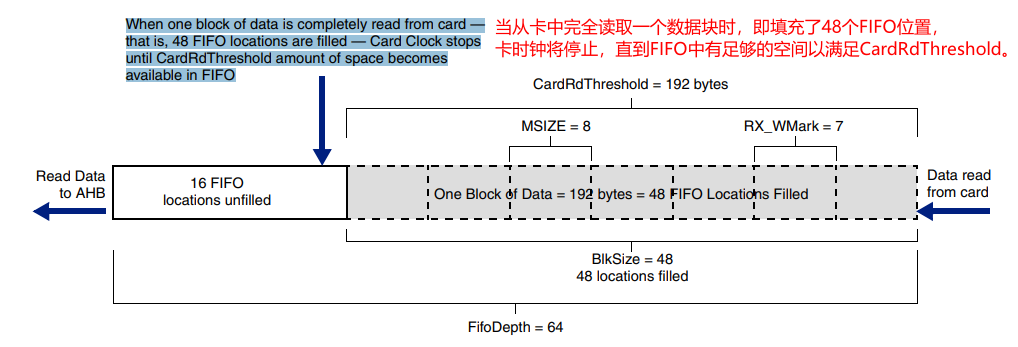 When one block of data is completely read from card —
that is, 48 FIFO locations are filled — Card Clock stops
until CardRdThreshold amount of space becomes
available in FIFO
当从卡中完全读取一个数据块时，即填充了48个FIFO位置，
卡时钟将停止，直到FIFO中有足够的空间以满足CardRdThreshold。
CardRdThreshold = 192 bytes
MSIZE = 8
RX_WMark = 7
Read Data
to AHB
16 FIFO
locations unfilled
One Block of Data = 192 bytes = 48 FIFO Locations Filled
Data read
from card
BlkSize = 48
48 locations filled
FifoDepth = 64